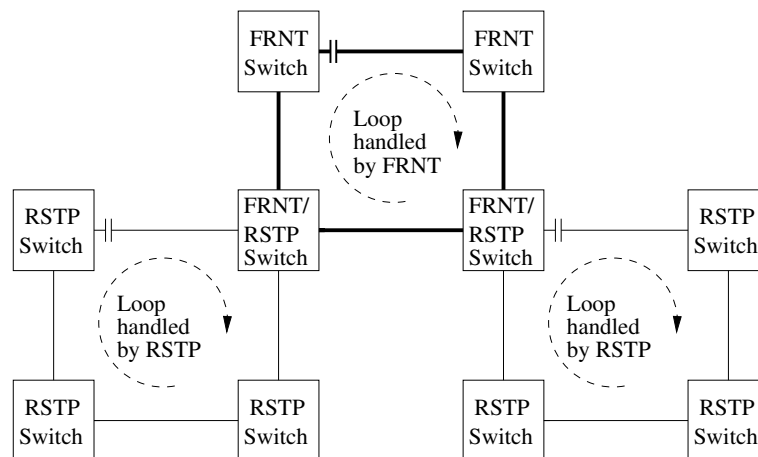 FRNT
Switch
FRNT
Switch
Loop
handled
by FRNT
RSTP
Switch
FRNT/
RSTP
Switch
FRNT/
RSTP
Switch
RSTP
Switch
Loop
handled
by RSTP
Loop
handled
by RSTP
RSTP
Switch
RSTP
Switch
RSTP
Switch
RSTP
Switch